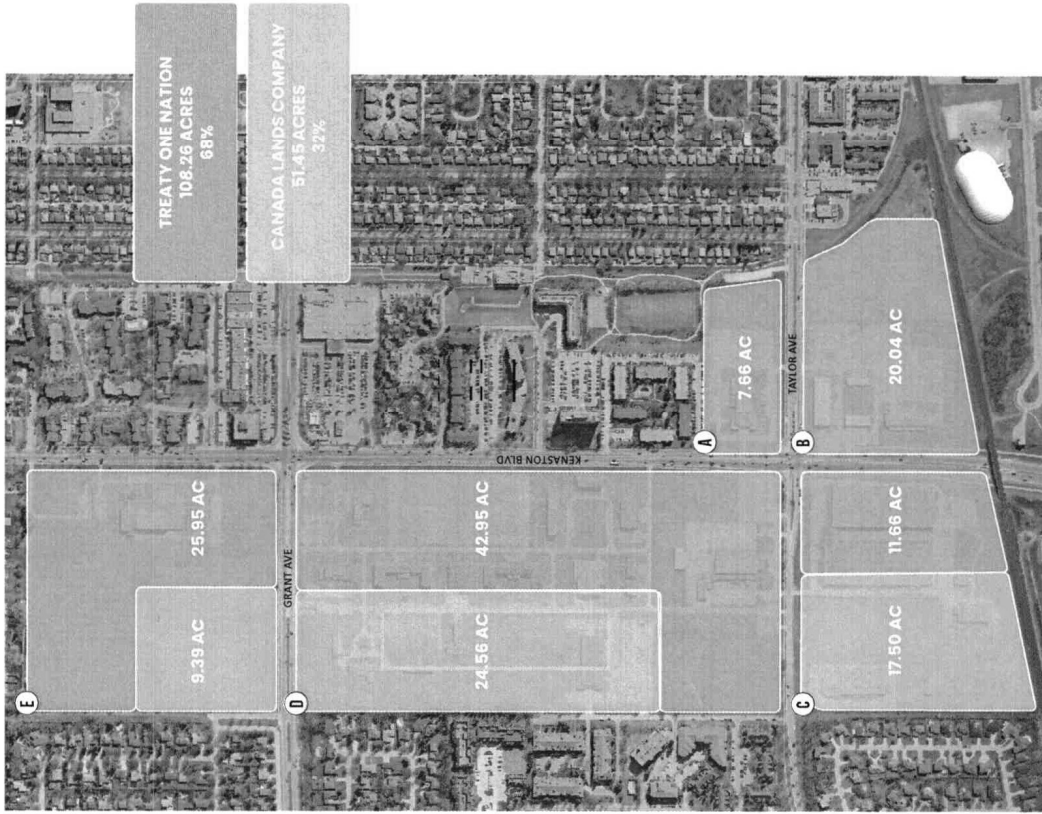 TREATY ONE NATION
108.26 ACRES
68%
CANADA LANDS COMPANY
51.45 ACRES
32%
E
25.95 AC
9.39 AC
GRANT AVE
D
42.95 AC
24.56 AC
KENASTON BLVD
A
7.66 AC
TAYLOR AVE
B
20.04 AC
C
11.66 AC
17.50 AC